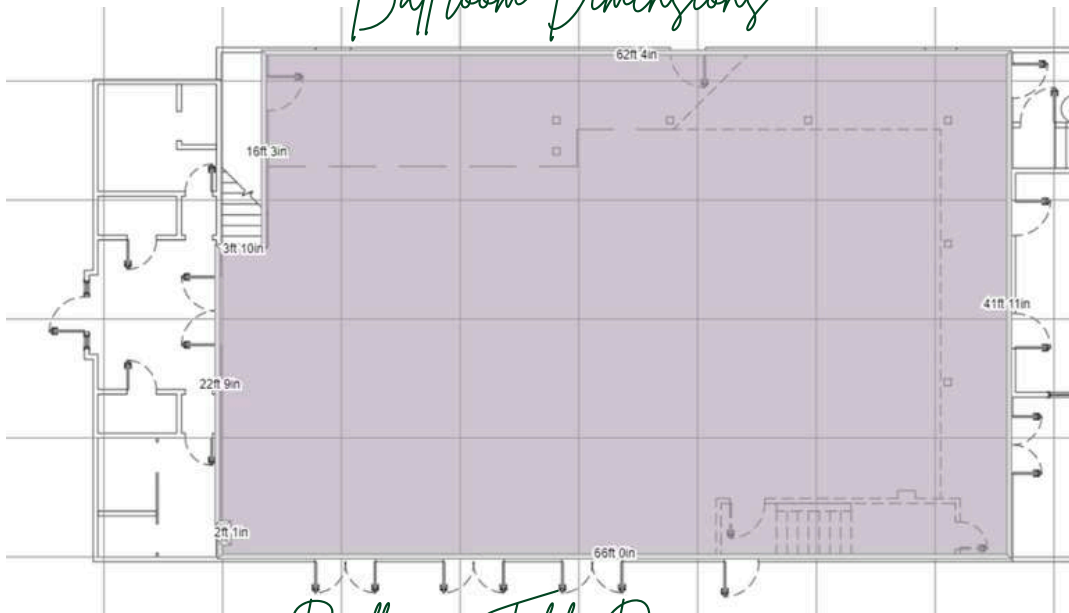 Ballroom Dimensions
62ft 4in
16ft 3in
3ft 10in
41ft 11in
22ft 9in
2ft 1in
66ft 0in